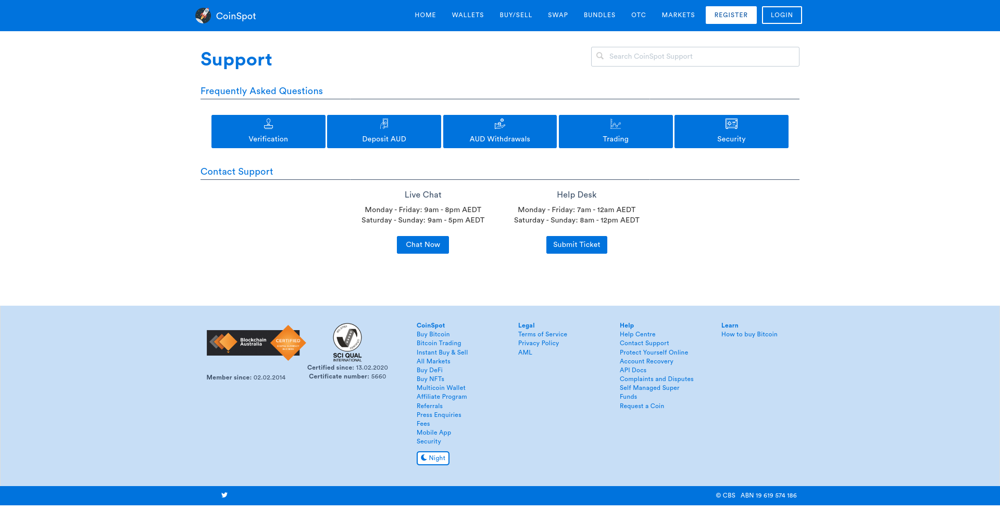 CoinSpot
HOME WALLETS BUY/SELL SWAP BUNDLES OTC MARKETS REGISTER LOGIN
Support
Search CoinSpot Support
Frequently Asked Questions
Verification Deposit AUD AUD Withdrawals Trading Security
Contact Support
Live Chat
Monday - Friday: 9am - 8pm AEDT
Saturday - Sunday: 9am - 5pm AEDT
Chat Now
Help Desk
Monday - Friday: 7am - 12am AEDT
Saturday - Sunday: 8am - 12pm AEDT
Submit Ticket
Blockchain
Australia
CERTIFIED
DIGITAL CURRENCY
BUSINESS
Member since: 02.02.2014
ISO 27001
CERTIFIED
SCI QUAL
INTERNATIONAL
Certified since: 13.02.2020
Certificate number: 5660
CoinSpot
Buy Bitcoin
Bitcoin Trading
Instant Buy & Sell
All Markets
Buy DeFi
Buy NFTs
Multicoin Wallet
Affiliate Program
Referrals
Press Enquiries
Fees
Mobile App
Security
Night
Legal
Terms of Service
Privacy Policy
AML
Help
Help Centre
Contact Support
Protect Yourself Online
Account Recovery
API Docs
Complaints and Disputes
Self Managed Super
Funds
Request a Coin
Learn
How to buy Bitcoin
© CBS ABN 19 619 574 186